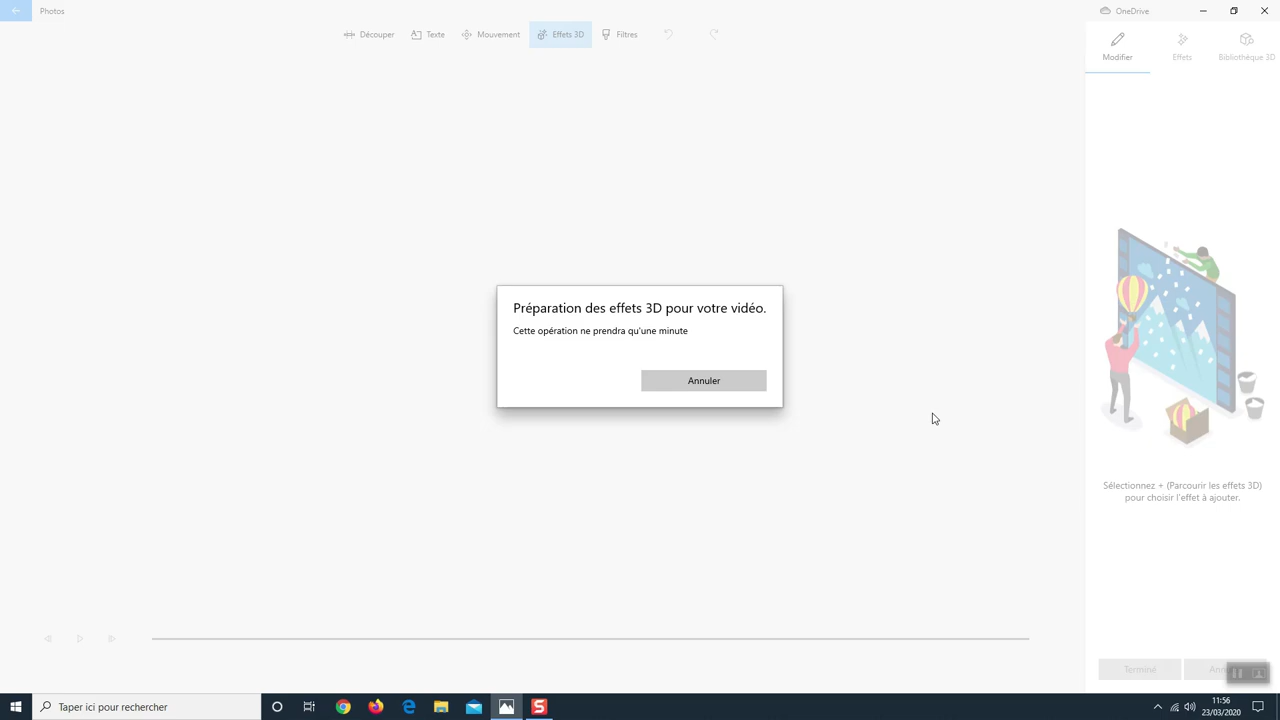 Photos
OneDrive
Découper
Texte
Mouvement
Effets 3D
Filtres
Modifier
Effets
Bibliothèque 3D
Préparation des effets 3D pour votre vidéo.
Cette opération ne prendra qu'une minute
Annuler
Sélectionnez + (Parcourir les effets 3D)
pour choisir l'effet à ajouter.
Terminé
Taper ici pour rechercher
11:56
23/03/2020